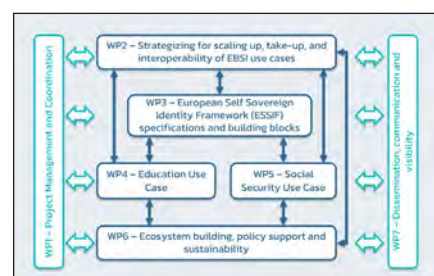 WP1 – Project Management and Coordination
WP2 – Strategizing for scaling up, take-up, and
interoperability of EBSI use cases
WP3 – European Self Sovereign
Identity Framework (ESSIF)
specifications and building blocks
WP4 – Education Use
Case
WP5 – Social
Security Use Case
WP6 – Ecosystem building, policy support and
sustainability
WP7 – Dissemination, communication and
visibility